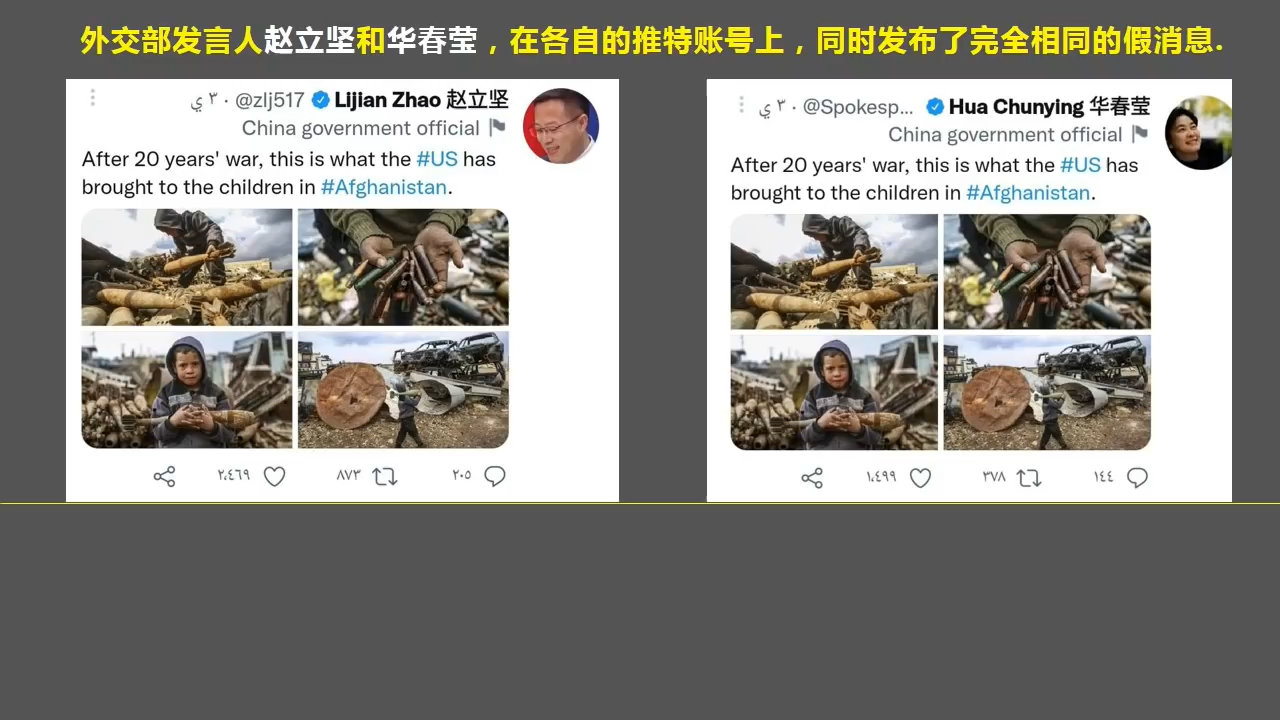 外交部发言人赵立坚和华春莹，在各自的推特账号上，同时发布了完全相同的假消息.
Lijian Zhao 赵立坚 @zlj517 · ٣ ي
China government official
After 20 years' war, this is what the #US has
brought to the children in #Afghanistan.
٢،٤٦٩ ٨٧٣ ٢٠٥
Hua Chunying 华春莹 @Spokesp... · ٣ ي
China government official
After 20 years' war, this is what the #US has
brought to the children in #Afghanistan.
١،٤٩٩ ٣٧٨ ١٤٤